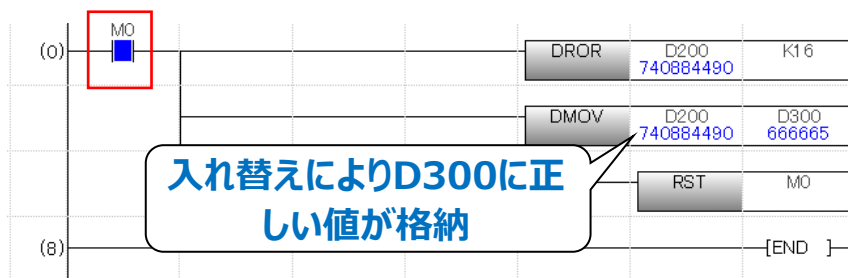 M0
(0) DROR D200 K16
740884490
DMOV D200 D300
740884490 666665
入れ替えによりD300に正
しい値が格納
RST M0
(8) [END ]